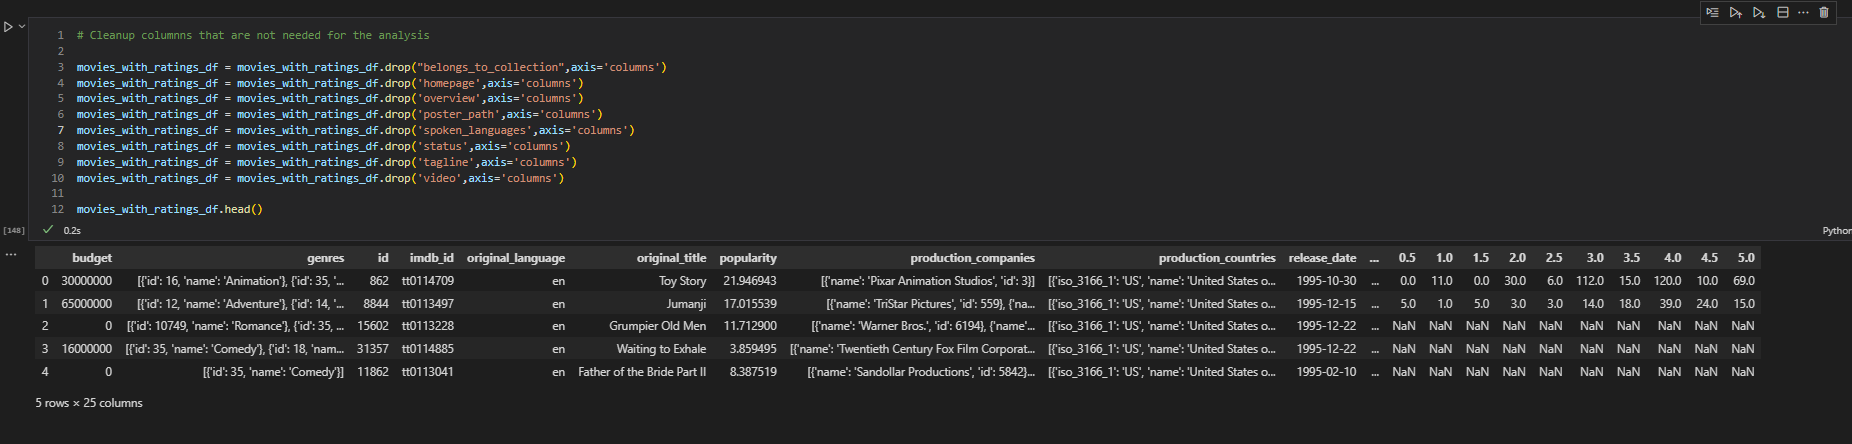 1 # Cleanup columnns that are not needed for the analysis
2
3 movies_with_ratings_df = movies_with_ratings_df.drop("belongs_to_collection",axis='columns')
4 movies_with_ratings_df = movies_with_ratings_df.drop('homepage',axis='columns')
5 movies_with_ratings_df = movies_with_ratings_df.drop('overview',axis='columns')
6 movies_with_ratings_df = movies_with_ratings_df.drop('poster_path',axis='columns')
7 movies_with_ratings_df = movies_with_ratings_df.drop('spoken_languages',axis='columns')
8 movies_with_ratings_df = movies_with_ratings_df.drop('status',axis='columns')
9 movies_with_ratings_df = movies_with_ratings_df.drop('tagline',axis='columns')
10 movies_with_ratings_df = movies_with_ratings_df.drop('video',axis='columns')
11
12 movies_with_ratings_df.head()
[148] 0.2s Python
... budget genres id imdb_id original_language original_title popularity production_companies production_countries release_date ... 0.5 1.0 1.5 2.0 2.5 3.0 3.5 4.0 4.5 5.0
0 30000000 [{'id': 16, 'name': 'Animation'}, {'id': 35, '... 862 tt0114709 en Toy Story 21.946943 [{'name': 'Pixar Animation Studios', 'id': 3}] [{'iso_3166_1': 'US', 'name': 'United States o... 1995-10-30 ... 0.0 11.0 0.0 30.0 6.0 112.0 15.0 120.0 10.0 69.0
1 65000000 [{'id': 12, 'name': 'Adventure'}, {'id': 14, '... 8844 tt0113497 en Jumanji 17.015539 [{'name': 'TriStar Pictures', 'id': 559}, {'na... [{'iso_3166_1': 'US', 'name': 'United States o... 1995-12-15 ... 5.0 1.0 5.0 3.0 3.0 14.0 18.0 39.0 24.0 15.0
2 0 [{'id': 10749, 'name': 'Romance'}, {'id': 35, ... 15602 tt0113228 en Grumpier Old Men 11.712900 [{'name': 'Warner Bros.', 'id': 6194}, {'name'... [{'iso_3166_1': 'US', 'name': 'United States o... 1995-12-22 ... NaN NaN NaN NaN NaN NaN NaN NaN NaN NaN
3 16000000 [{'id': 35, 'name': 'Comedy'}, {'id': 18, 'nam... 31357 tt0114885 en Waiting to Exhale 3.859495 [{'name': 'Twentieth Century Fox Film Corporat... [{'iso_3166_1': 'US', 'name': 'United States o... 1995-12-22 ... NaN NaN NaN NaN NaN NaN NaN NaN NaN NaN
4 0 [{'id': 35, 'name': 'Comedy'}] 11862 tt0113041 en Father of the Bride Part II 8.387519 [{'name': 'Sandollar Productions', 'id': 5842}... [{'iso_3166_1': 'US', 'name': 'United States o... 1995-02-10 ... NaN NaN NaN NaN NaN NaN NaN NaN NaN NaN
5 rows × 25 columns